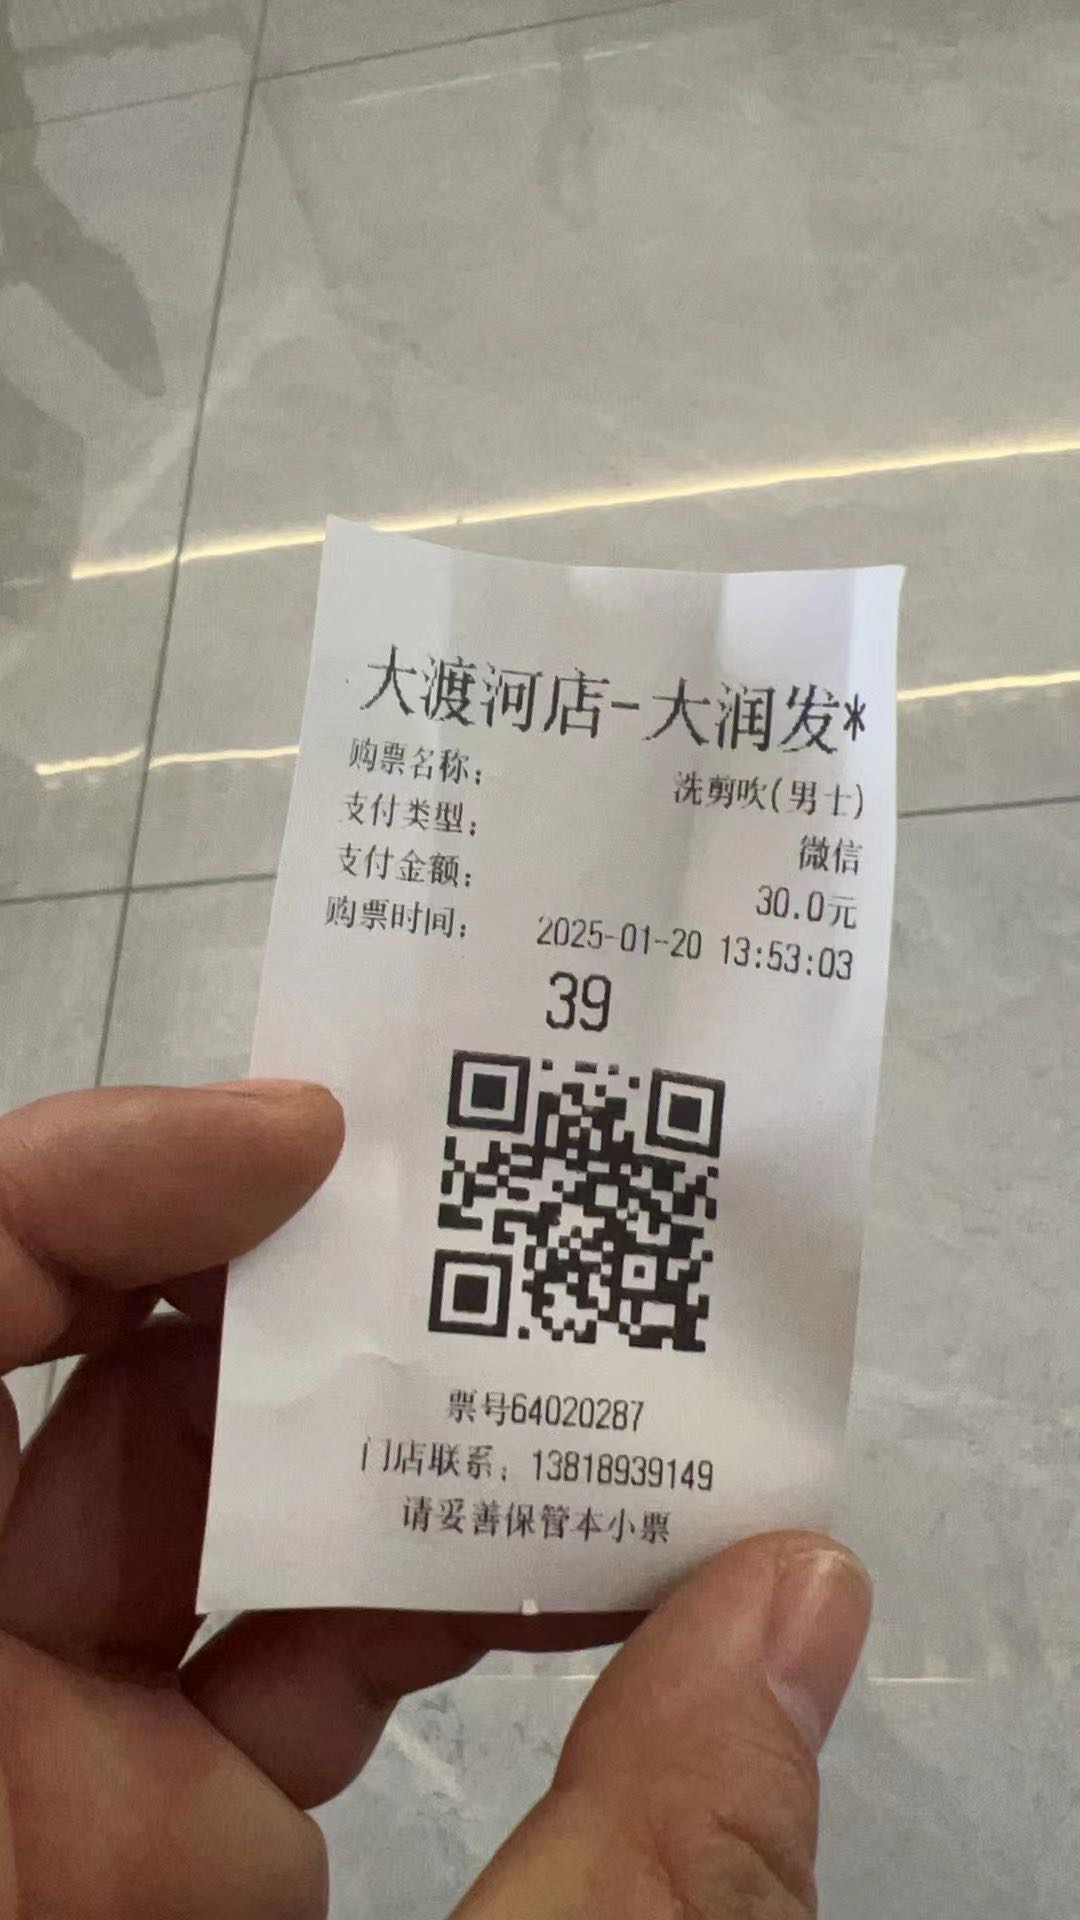 大渡河店-大润发*
购票名称： 洗剪吹(男士)
支付类型： 微信
支付金额： 30.0元
购票时间： 2025-01-20 13:53:03
39
票号64020287
门店联系：13818939149
请妥善保管本小票